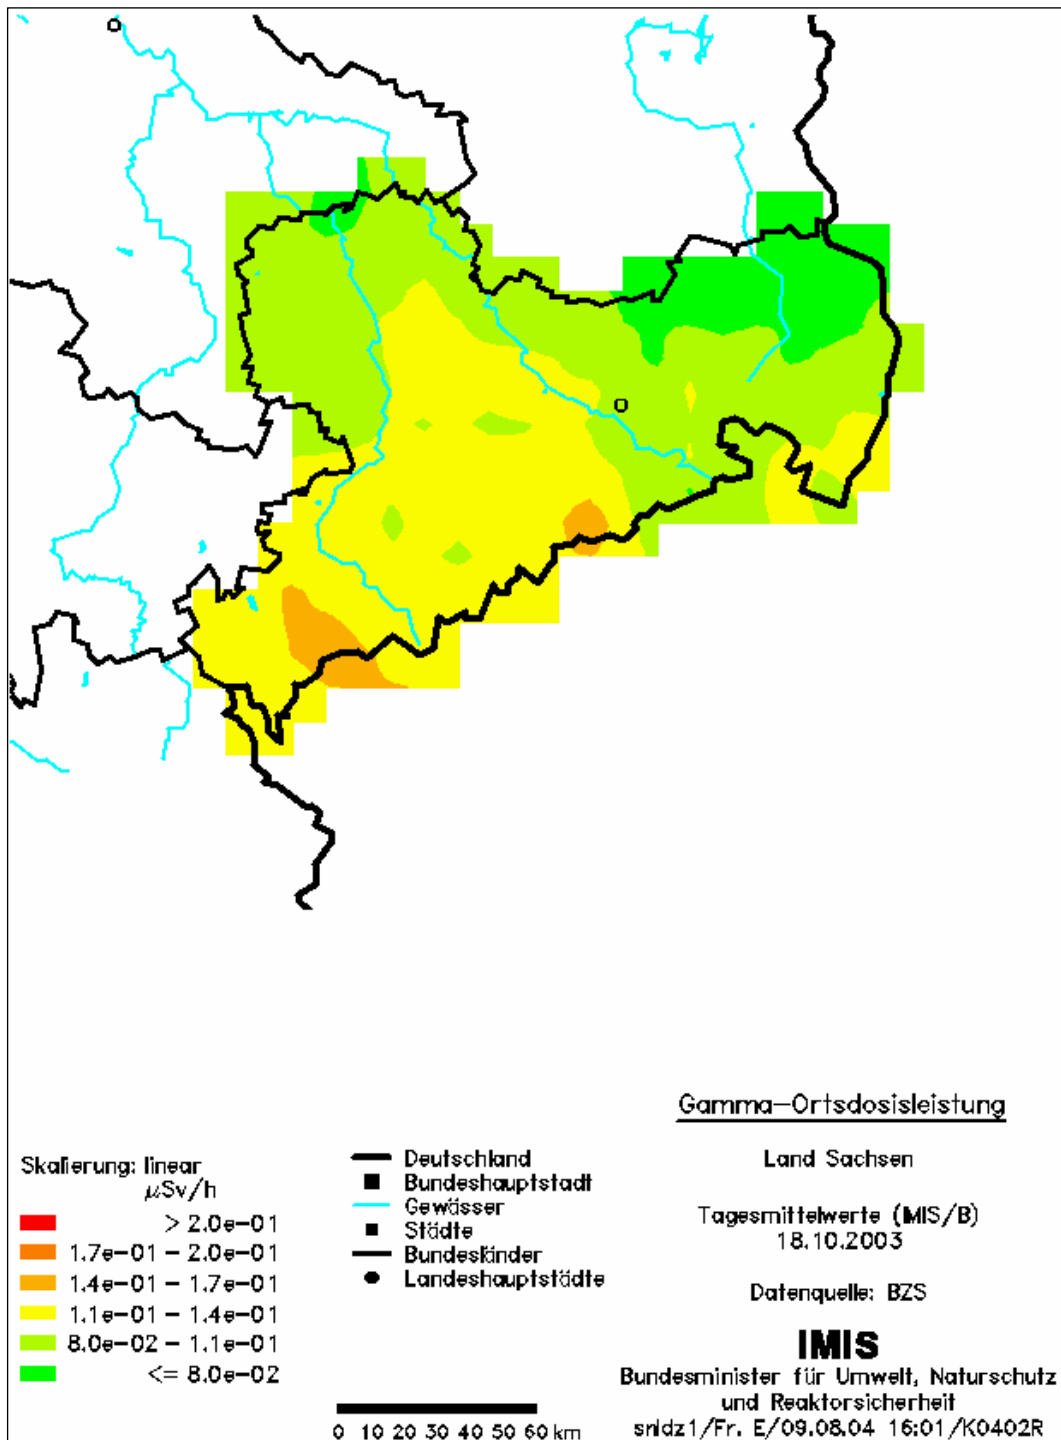 Gamma-Ortsdosisleistung
Land Sachsen
Tagesmittelwerte (IMIS/B)
18.10.2003
Datenquelle: BZS
IMIS
Bundesminister für Umwelt, Naturschutz
und Reaktorsicherheit
snidz1/Fr. E/09.08.04 16:01/K0402R
Skalierung: linear
µSv/h
> 2.0e-01
1.7e-01 - 2.0e-01
1.4e-01 - 1.7e-01
1.1e-01 - 1.4e-01
8.0e-02 - 1.1e-01
<= 8.0e-02
Deutschland
Bundeshauptstadt
Gewässer
Städte
Bundesländer
Landeshauptstädte
0 10 20 30 40 50 60 km